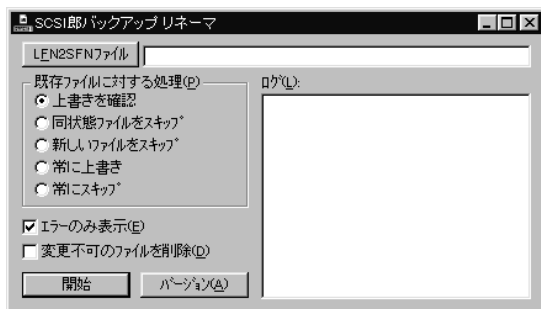 SCSI郎バックアップ リネーマ
LFN2SFNファイル
既存ファイルに対する処理(P)
上書きを確認
同状態ファイルをスキップ
新しいファイルをスキップ
常に上書き
常にスキップ
ログ(L):
エラーのみ表示(E)
変更不可のファイルを削除(D)
開始
バージョン(A)